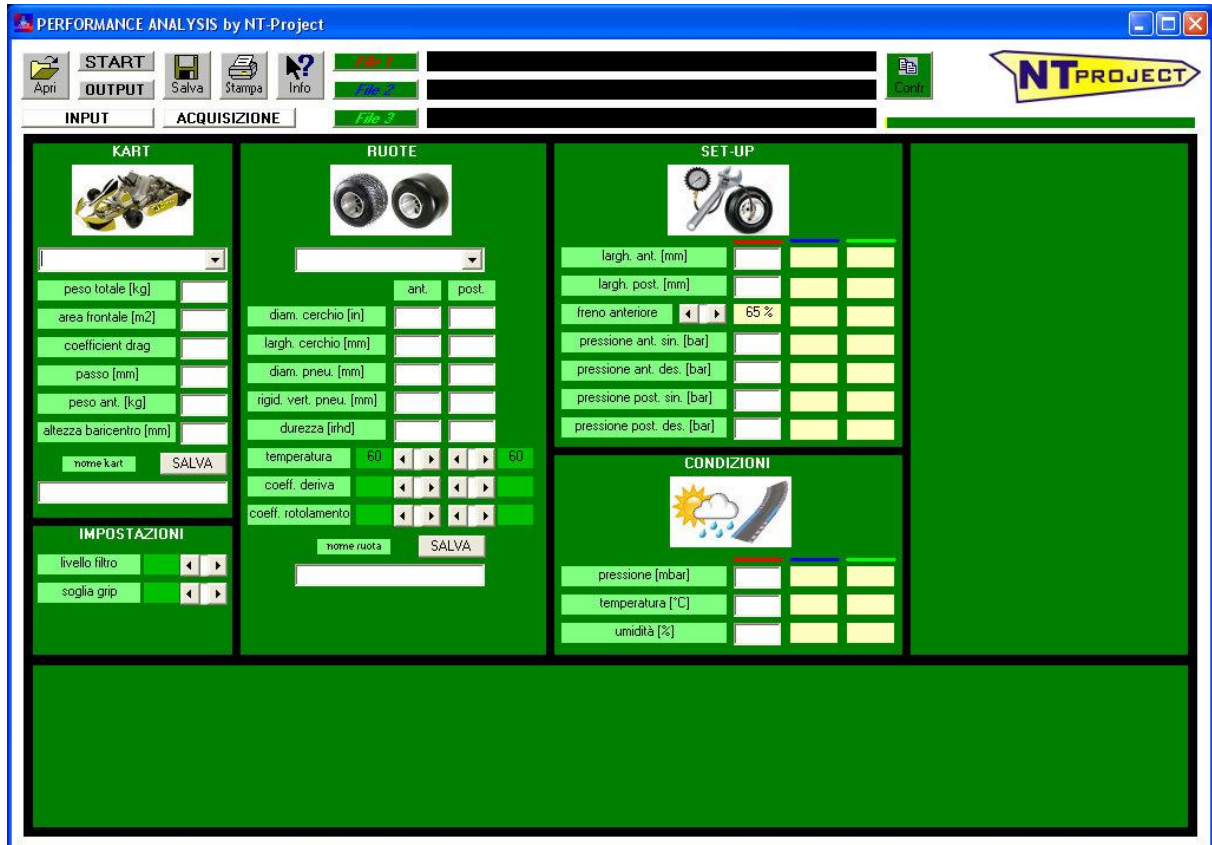 PERFORMANCE ANALYSIS by NT-Project
START
OUTPUT
Apri
Salva
Stampa
Info
File 1
File 2
File 3
Confr
NTPROJECT
INPUT
ACQUISIZIONE
KART
peso totale [kg]
area frontale [m2]
coefficient drag
passo [mm]
peso ant. [kg]
altezza baricentro [mm]
nome kart
SALVA
IMPOSTAZIONI
livello filtro
soglia grip
RUOTE
ant. post.
diam. cerchio [in]
largh. cerchio [mm]
diam. pneu. [mm]
rigid. vert. pneu. [mm]
durezza [irhd]
temperatura 60 60
coeff. deriva
coeff. rotolamento
nome ruota
SALVA
SET-UP
largh. ant. [mm]
largh. post. [mm]
freno anteriore 65 %
pressione ant. sin. [bar]
pressione ant. des. [bar]
pressione post. sin. [bar]
pressione post. des. [bar]
CONDIZIONI
pressione [mbar]
temperatura [°C]
umidità [%]